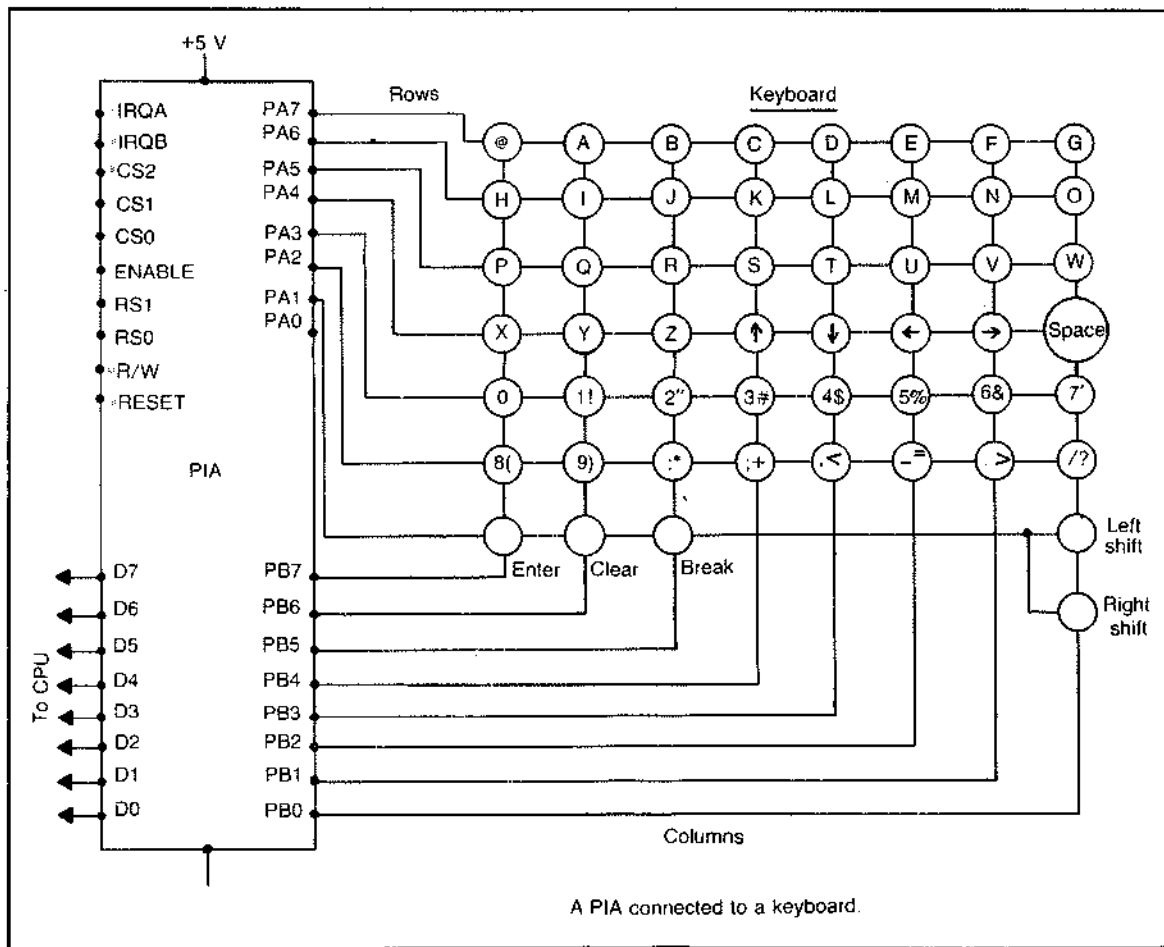 +5 V
*IRQA
*IRQB
*CS2
CS1
CS0
ENABLE
RS1
RS0
*R/W
*RESET
PIA
PA7
PA6
PA5
PA4
PA3
PA2
PA1
PA0
Rows
Keyboard
@ A B C D E F G
H I J K L M N O
P Q R S T U V W
X Y Z ↑ ↓ ← → Space
0 1! 2" 3# 4$ 5% 6& 7'
8( 9) :* ;+ ,< -= .> /?
Enter
Clear
Break
Left
shift
Right
shift
To CPU
D7
D6
D5
D4
D3
D2
D1
D0
PB7
PB6
PB5
PB4
PB3
PB2
PB1
PB0
Columns
A PIA connected to a keyboard.